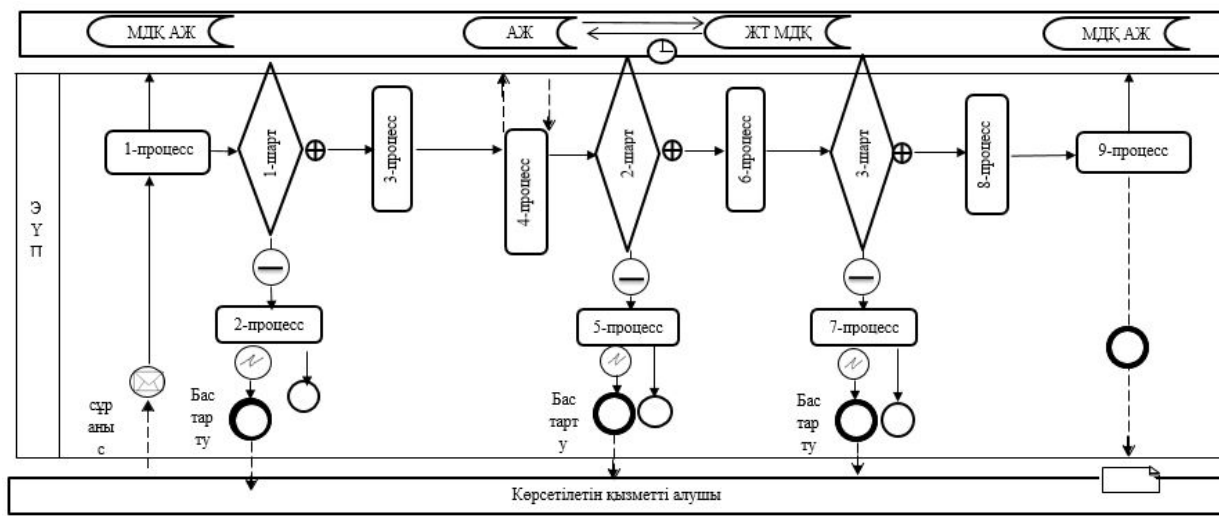 МДҚ АЖ
АЖ
ЖТ МДҚ
МДҚ АЖ
Э
Ү
П
1-процесс
1-шарт
3-процесс
4-процесс
2-шарт
6-процесс
3-шарт
8-процесс
9-процесс
2-процесс
5-процесс
7-процесс
сұр
аны
с
Бас
тар
ту
Бас
тарт
у
Бас
тар
ту
Көрсетілетін қызметті алушы